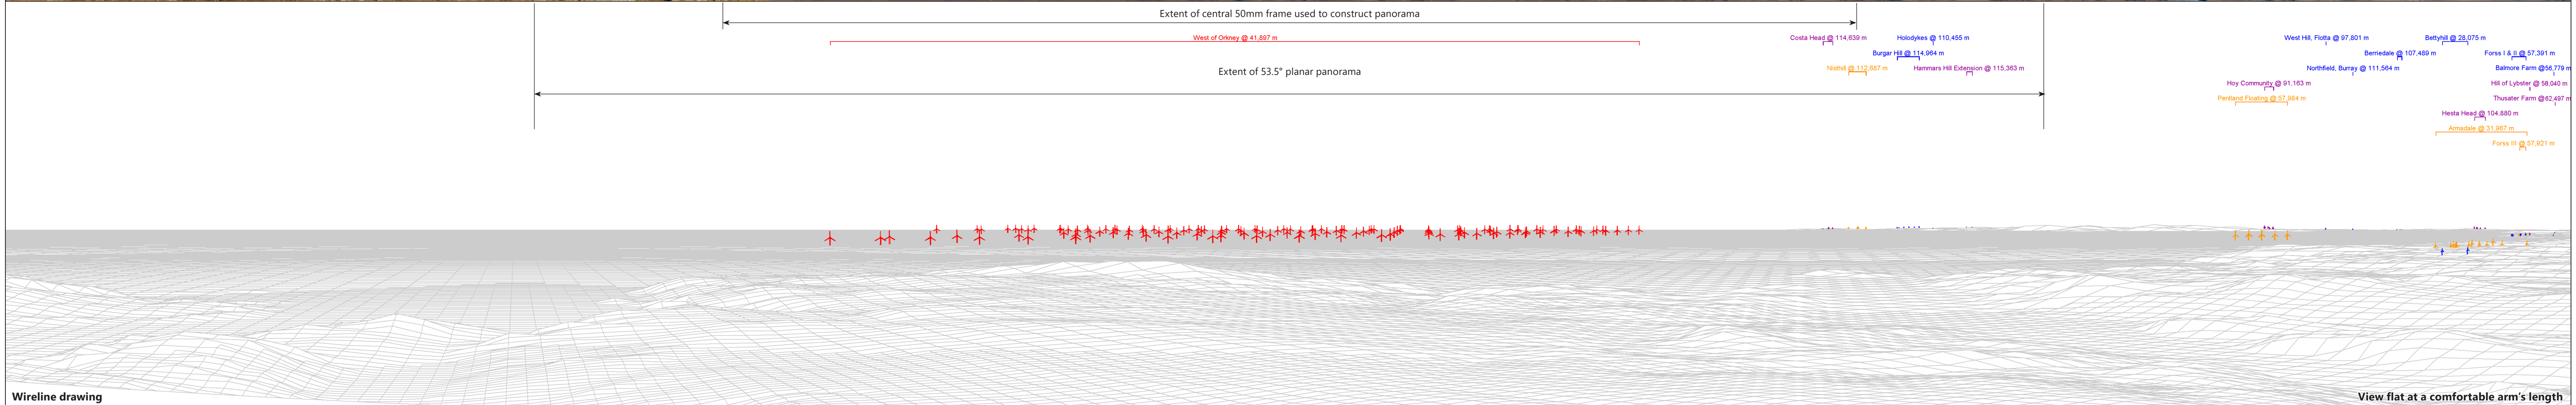 Extent of central 50mm frame used to construct panorama
West of Orkney @ 41,897 m
Costa Head @ 114,639 m
Holodykes @ 110,455 m
West Hill, Flotta @ 97,801 m
Bettyhill @ 28,075 m
Burgar Hill @ 114,964 m
Berriedale @ 107,489 m
Forss I & II @ 57,391 m
Extent of 53.5° planar panorama
Nisthill @ 112,687 m
Hammars Hill Extension @ 115,363 m
Northfield, Burray @ 111,564 m
Balmore Farm @56,779 m
Hoy Community @ 91,163 m
Hill of Lybster @ 58,040 m
Pentland Floating @ 57,984 m
Thusater Farm @62,497 m
Hesta Head @ 104,880 m
Armadale @ 31,967 m
Forss III @ 57,921 m
Wireline drawing
View flat at a comfortable arm's length